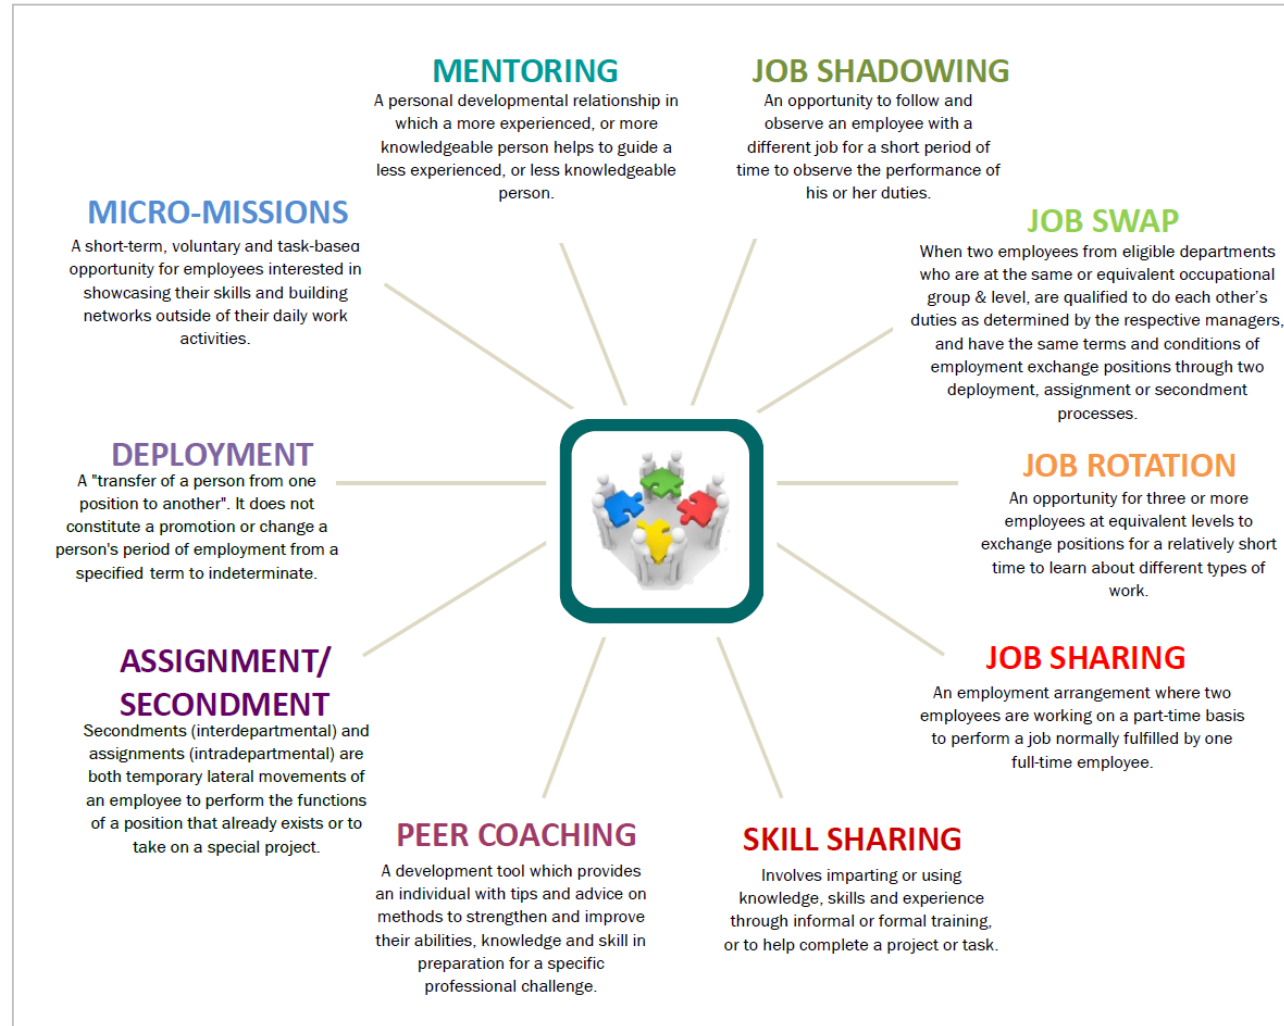 MENTORING
A personal developmental relationship in
which a more experienced, or more
knowledgeable person helps to guide a
less experienced, or less knowledgeable
person.
JOB SHADOWING
An opportunity to follow and
observe an employee with a
different job for a short period of
time to observe the performance of
his or her duties.
MICRO-MISSIONS
A short-term, voluntary and task-based
opportunity for employees interested in
showcasing their skills and building
networks outside of their daily work
activities.
JOB SWAP
When two employees from eligible departments
who are at the same or equivalent occupational
group & level, are qualified to do each other's
duties as determined by the respective managers,
and have the same terms and conditions of
employment exchange positions through two
deployment, assignment or secondment
processes.
DEPLOYMENT
A "transfer of a person from one
position to another". It does not
constitute a promotion or change a
person's period of employment from a
specified term to indeterminate.
JOB ROTATION
An opportunity for three or more
employees at equivalent levels to
exchange positions for a relatively short
time to learn about different types of
work.
ASSIGNMENT/
SECONDMENT
Secondments (interdepartmental) and
assignments (intradepartmental) are
both temporary lateral movements of
an employee to perform the functions
of a position that already exists or to
take on a special project.
JOB SHARING
An employment arrangement where two
employees are working on a part-time basis
to perform a job normally fulfilled by one
full-time employee.
PEER COACHING
A development tool which provides
an individual with tips and advice on
methods to strengthen and improve
their abilities, knowledge and skill in
preparation for a specific
professional challenge.
SKILL SHARING
Involves imparting or using
knowledge, skills and experience
through informal or formal training,
or to help complete a project or task.